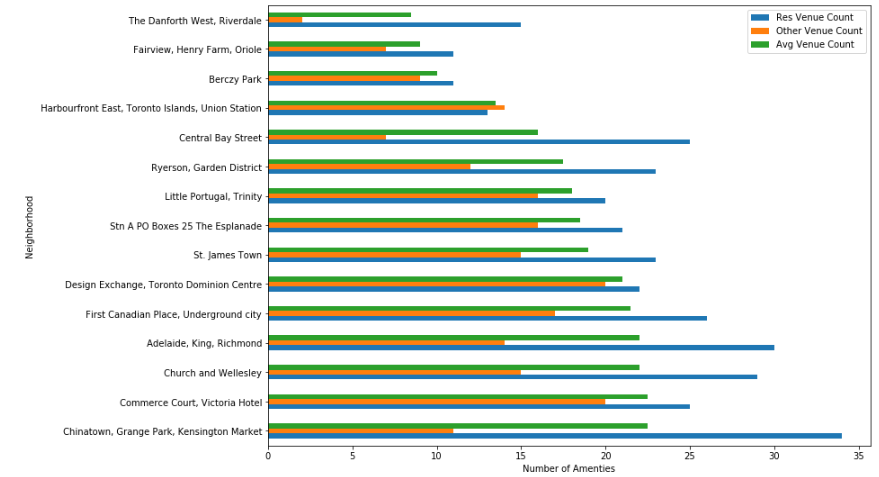 Res Venue Count
Other Venue Count
Avg Venue Count
Neighborhood
The Danforth West, Riverdale
Fairview, Henry Farm, Oriole
Berczy Park
Harbourfront East, Toronto Islands, Union Station
Central Bay Street
Ryerson, Garden District
Little Portugal, Trinity
Stn A PO Boxes 25 The Esplanade
St. James Town
Design Exchange, Toronto Dominion Centre
First Canadian Place, Underground city
Adelaide, King, Richmond
Church and Wellesley
Commerce Court, Victoria Hotel
Chinatown, Grange Park, Kensington Market
0 5 10 15 20 25 30 35
Number of Amenties